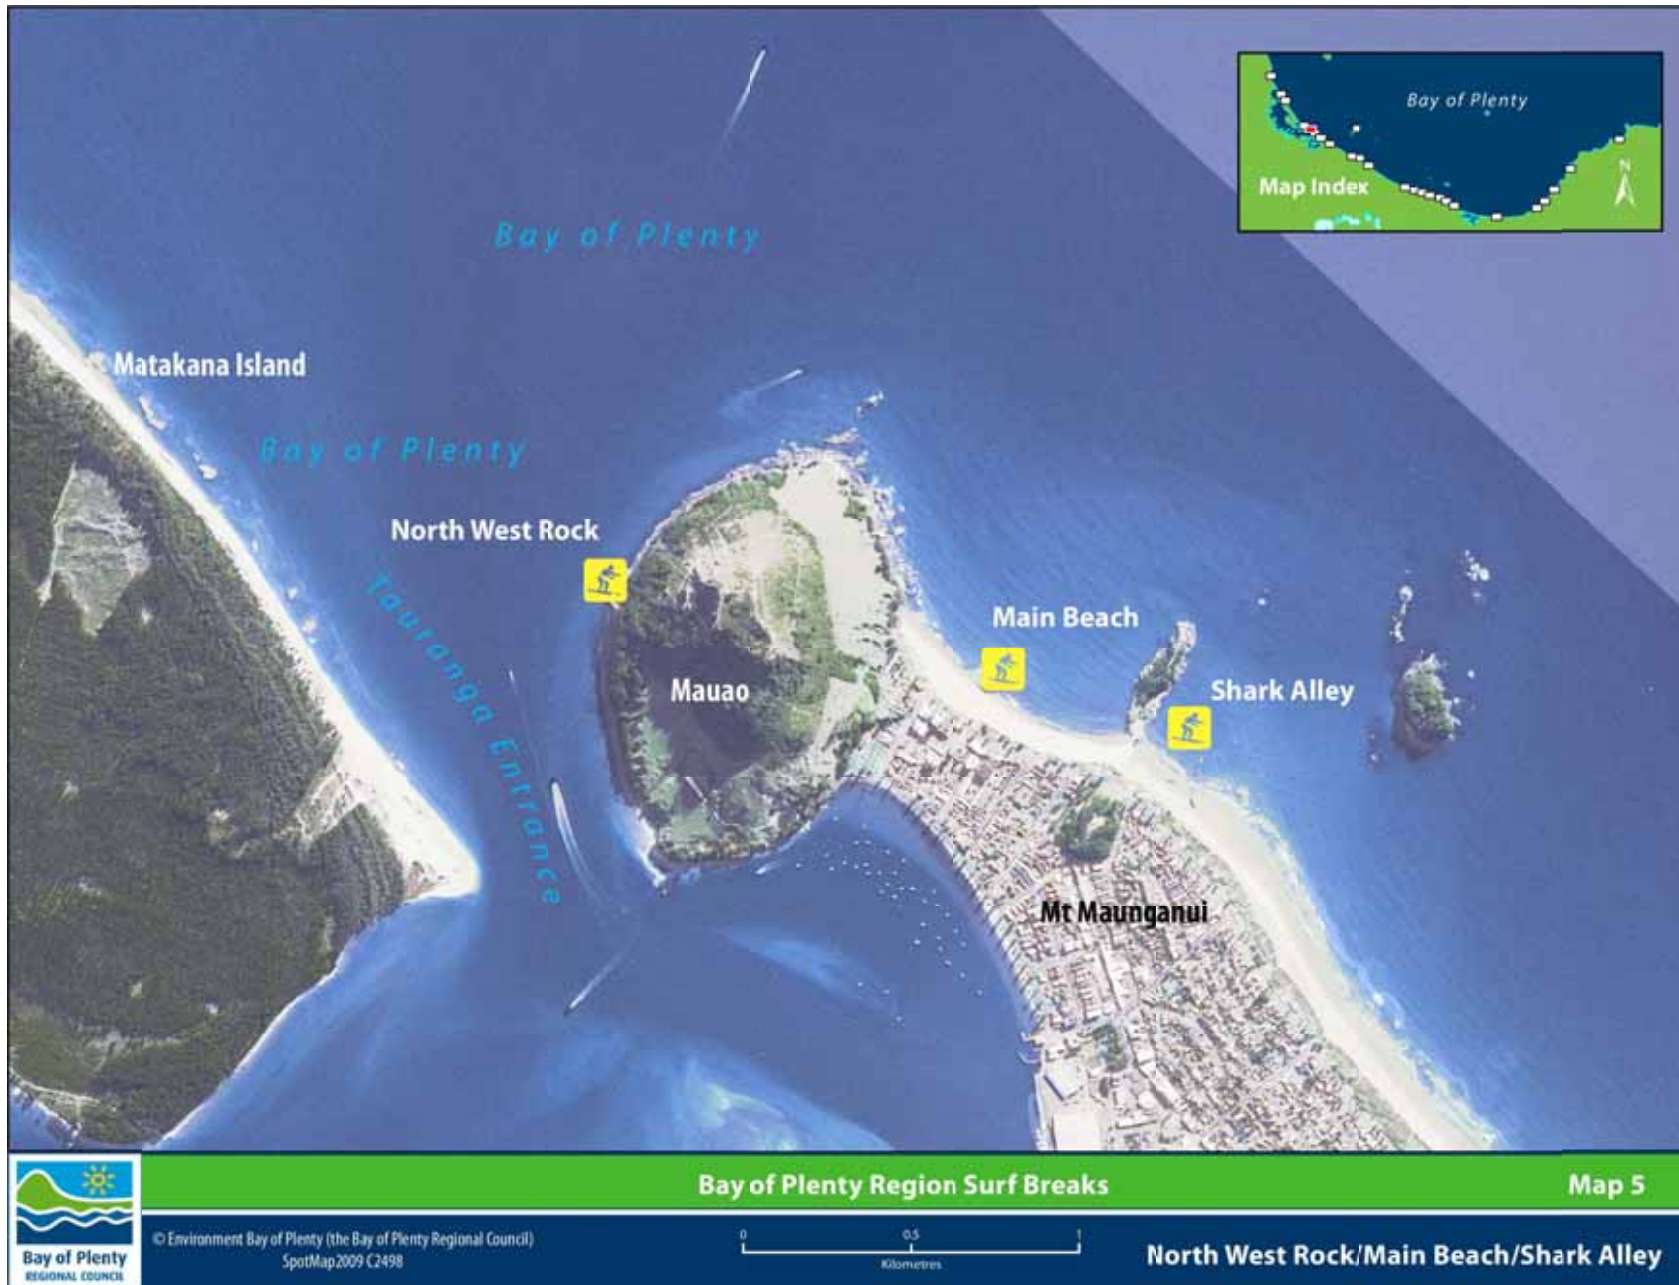 Bay of Plenty
Map Index
N
Bay of Plenty
Matakana Island
Bay of Plenty
North West Rock
Tauranga Entrance
Main Beach
Mauao
Shark Alley
Mt Maunganui
Bay of Plenty Region Surf Breaks
Map 5
Bay of Plenty
REGIONAL COUNCIL
© Environment Bay of Plenty (the Bay of Plenty Regional Council)
SpotMap2009 C2498
0 0.5 1
Kilometres
North West Rock/Main Beach/Shark Alley